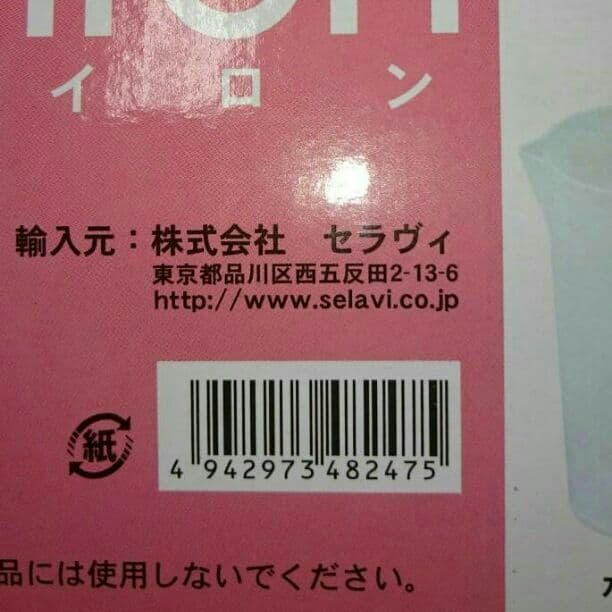 イロン
輸入元：株式会社　セラヴィ
東京都品川区西五反田2-13-6
http://www.selavi.co.jp
紙
4 942973 482475
品には使用しないでください。